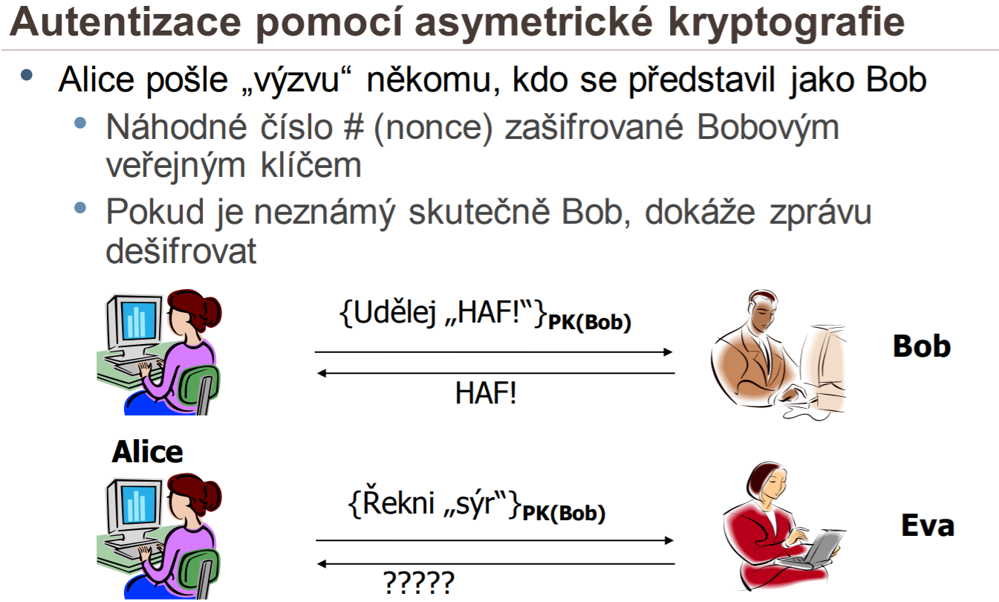 Autentizace pomocí asymetrické kryptografie
• Alice pošle „výzvu“ někomu, kdo se představil jako Bob
• Náhodné číslo # (nonce) zašifrované Bobovým
veřejným klíčem
• Pokud je neznámý skutečně Bob, dokáže zprávu
dešifrovat
{Udělej „HAF!“}PK(Bob)
Bob
HAF!
Alice
{Řekni „sýr“}PK(Bob)
Eva
?????